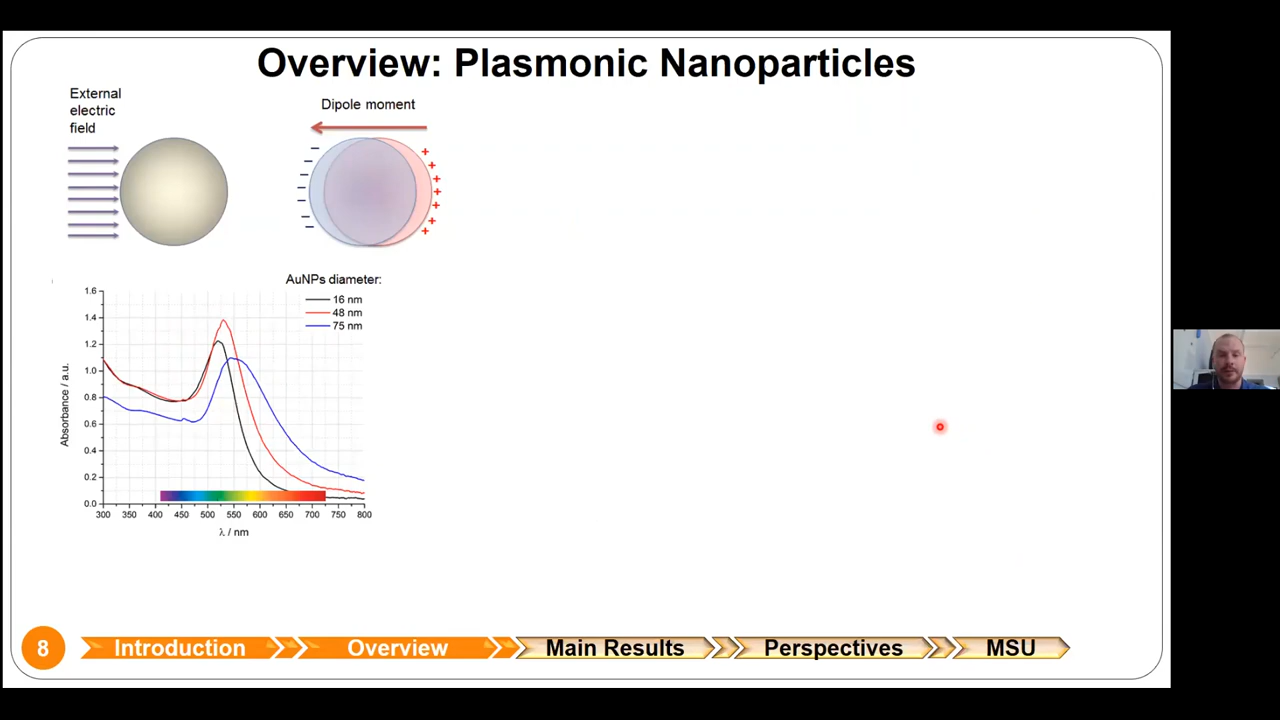 Overview: Plasmonic Nanoparticles
External
electric
field
Dipole moment
AuNPs diameter:
16 nm
48 nm
75 nm
Absorbance / a.u.
1.6
1.4
1.2
1.0
0.8
0.6
0.4
0.2
0.0
300 350 400 450 500 550 600 650 700 750 800
λ / nm
8 Introduction Overview Main Results Perspectives MSU